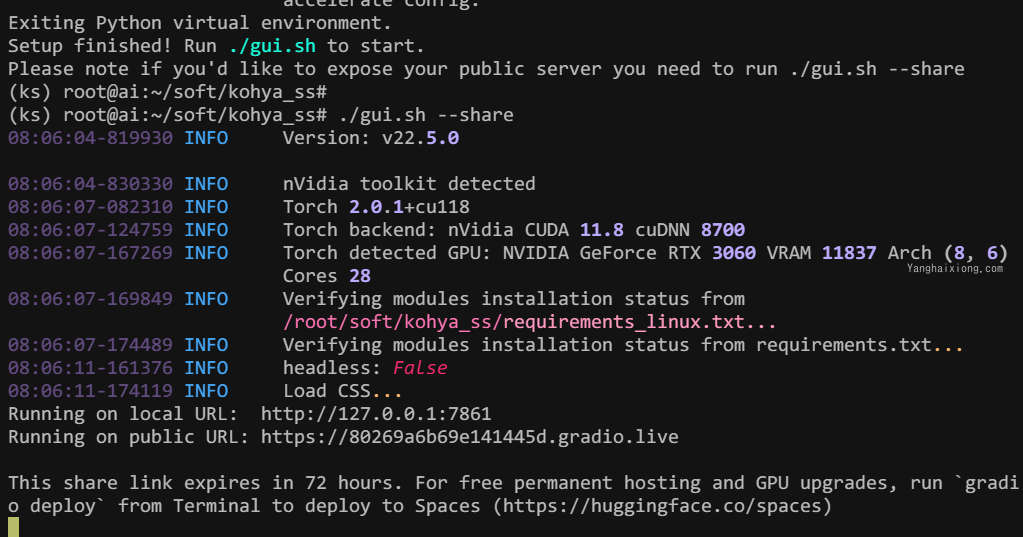 accelerate config.
Exiting Python virtual environment.
Setup finished! Run ./gui.sh to start.
Please note if you'd like to expose your public server you need to run ./gui.sh --share
(ks) root@ai:~/soft/kohya_ss#
(ks) root@ai:~/soft/kohya_ss# ./gui.sh --share
08:06:04-819930 INFO     Version: v22.5.0
08:06:04-830330 INFO     nVidia toolkit detected
08:06:07-082310 INFO     Torch 2.0.1+cu118
08:06:07-124759 INFO     Torch backend: nVidia CUDA 11.8 cuDNN 8700
08:06:07-167269 INFO     Torch detected GPU: NVIDIA GeForce RTX 3060 VRAM 11837 Arch (8, 6)
Yanghaixiong.com
Cores 28
08:06:07-169849 INFO     Verifying modules installation status from
/root/soft/kohya_ss/requirements_linux.txt...
08:06:07-174489 INFO     Verifying modules installation status from requirements.txt...
08:06:11-161376 INFO     headless: False
08:06:11-174119 INFO     Load CSS...
Running on local URL:  http://127.0.0.1:7861
Running on public URL: https://80269a6b69e141445d.gradio.live
This share link expires in 72 hours. For free permanent hosting and GPU upgrades, run `gradi
o deploy` from Terminal to deploy to Spaces (https://huggingface.co/spaces)